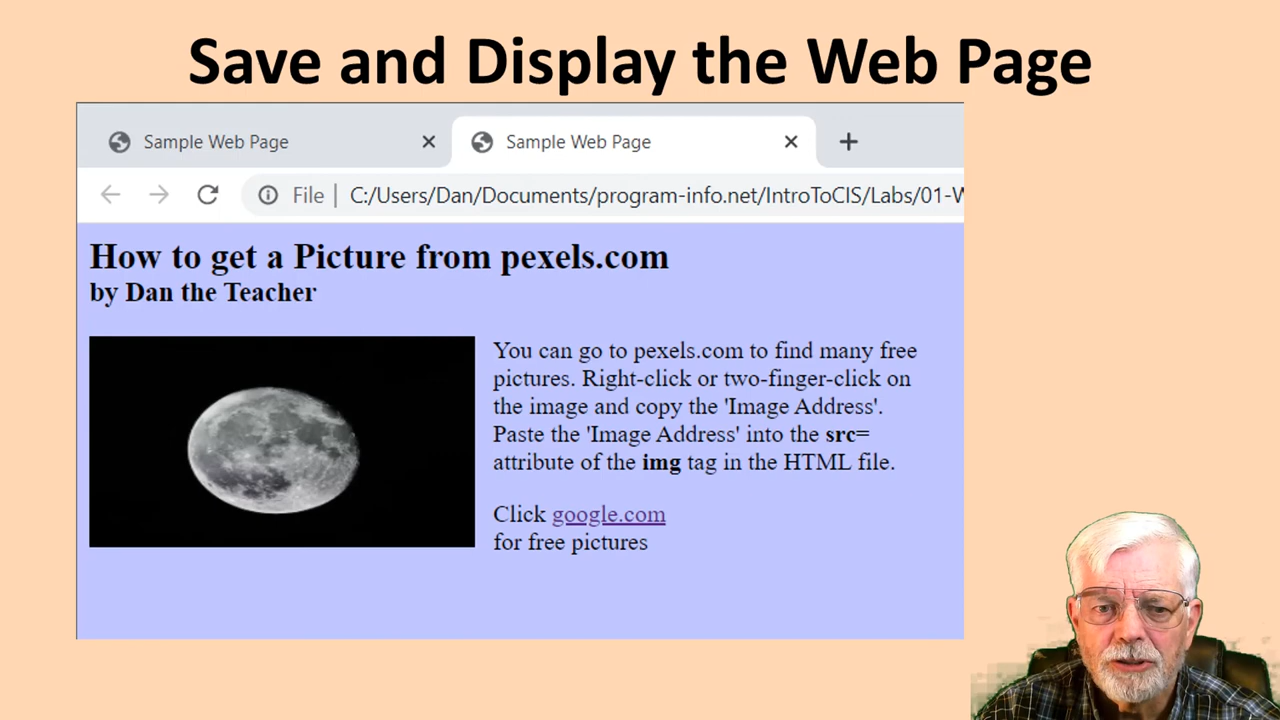 Save and Display the Web Page
Sample Web Page
Sample Web Page
File | C:/Users/Dan/Documents/program-info.net/IntroToCIS/Labs/01-W
How to get a Picture from pexels.com
by Dan the Teacher
You can go to pexels.com to find many free
pictures. Right-click or two-finger-click on
the image and copy the 'Image Address'.
Paste the 'Image Address' into the src=
attribute of the img tag in the HTML file.
Click google.com
for free pictures